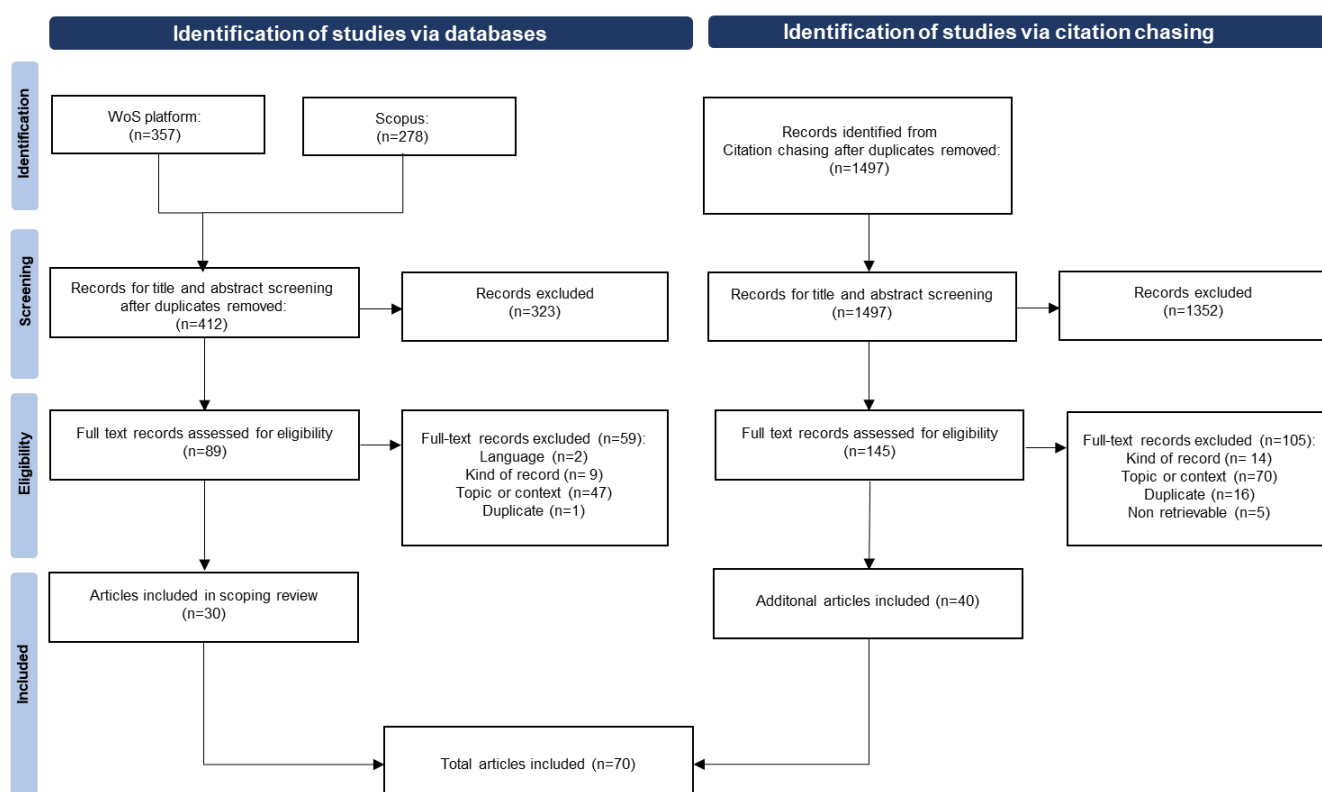 Identification of studies via databases
Identification of studies via citation chasing
Identification
WoS platform:
(n=357)
Scopus:
(n=278)
Records identified from
Citation chasing after duplicates removed:
(n=1497)
Screening
Records for title and abstract screening
after duplicates removed:
(n=412)
Records excluded
(n=323)
Records for title and abstract screening
(n=1497)
Records excluded
(n=1352)
Eligibility
Full text records assessed for eligibility
(n=89)
Full-text records excluded (n=59):
Language (n=2)
Kind of record (n= 9)
Topic or context (n=47)
Duplicate (n=1)
Full text records assessed for eligibility
(n=145)
Full-text records excluded (n=105):
Kind of record (n= 14)
Topic or context (n=70)
Duplicate (n=16)
Non retrievable (n=5)
Included
Articles included in scoping review
(n=30)
Additonal articles included (n=40)
Total articles included (n=70)